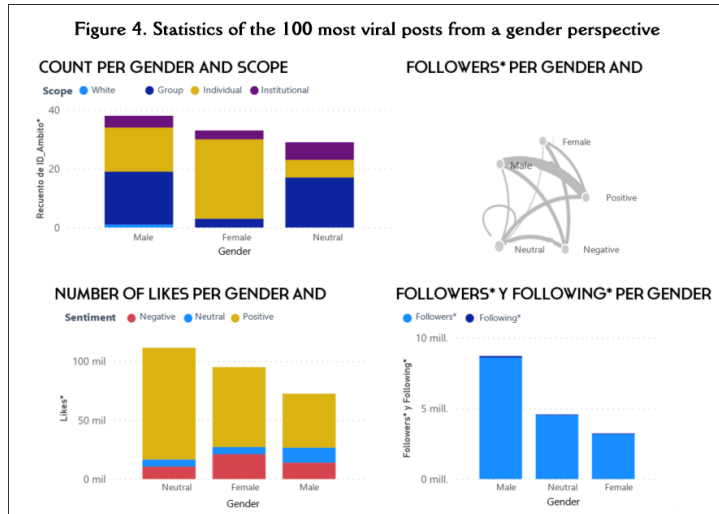 Figure 4. Statistics of the 100 most viral posts from a gender perspective
COUNT PER GENDER AND SCOPE
Scope White Group Individual Institutional
40
20
0
Recuento de ID_Ambito*
Male Female Neutral
Gender
FOLLOWERS* PER GENDER AND
Female
Male
Positive
Neutral
Negative
NUMBER OF LIKES PER GENDER AND
Sentiment Negative Neutral Positive
100 mil
50 mil
0 mil
Likes*
Neutral Female Male
Gender
FOLLOWERS* Y FOLLOWING* PER GENDER
Followers* Following*
10 mill.
5 mill.
0 mill.
Followers* y Following*
Male Neutral Female
Gender